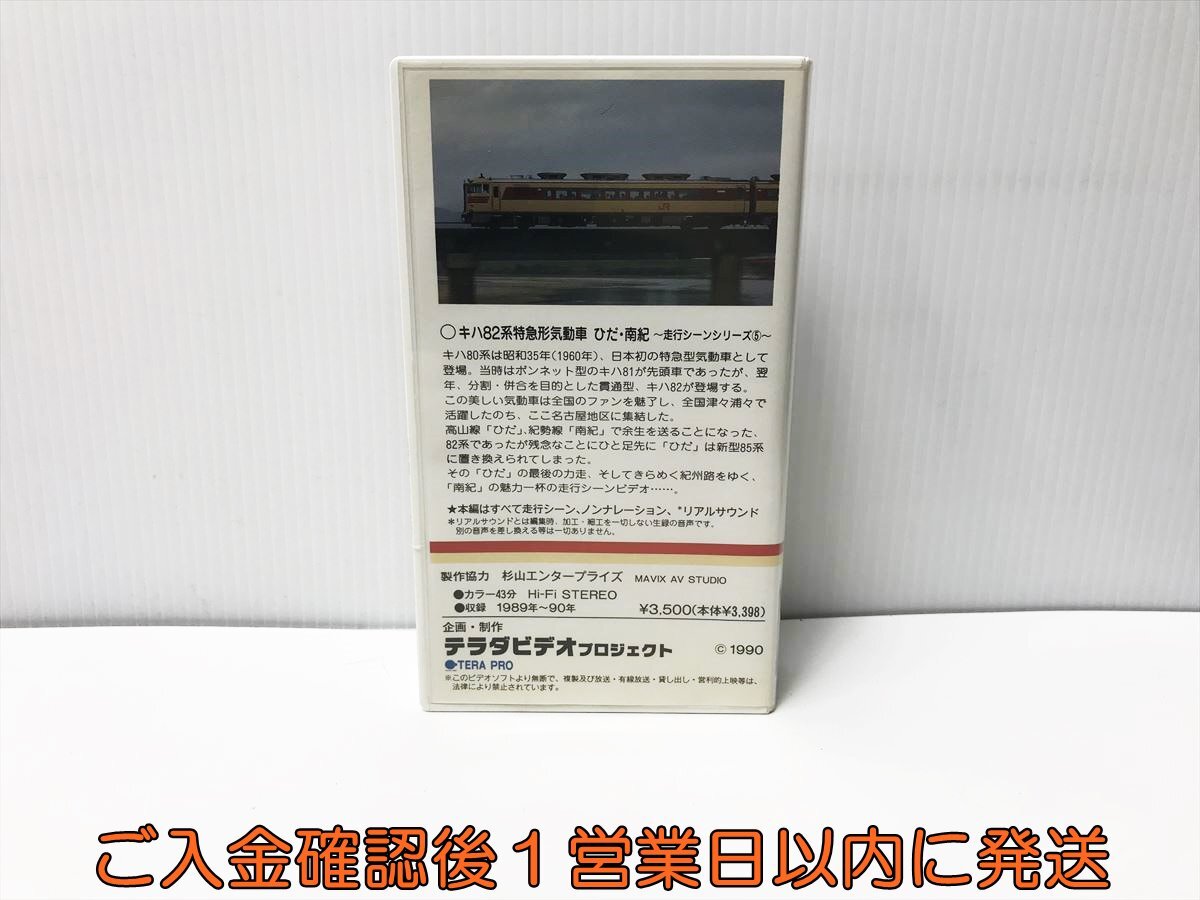 JR
○キハ82系特急形気動車 ひだ・南紀 ～走行シーンシリーズ⑤～
キハ80系は昭和35年(1960年)、日本初の特急型気動車として
登場。当時はボンネット型のキハ81が先頭車であったが、翌
年、分割・併合を目的とした貫通型、キハ82が登場する。
この美しい気動車は全国のファンを魅了し、全国津々浦々で
活躍したのち、ここ名古屋地区に集結した。
高山線「ひだ」、紀勢線「南紀」で余生を送ることになった、
82系であったが残念なことにひと足先に「ひだ」は新型85系
に置き換えられてしまった。
その「ひだ」の最後の力走、そしてきらめく紀州路をゆく、
「南紀」の魅力一杯の走行シーンビデオ……。
★本編はすべて走行シーン、ノンナレーション、*リアルサウンド
*リアルサウンドとは編集時、加工・細工を一切しない生録の音声です。
別の音声を差し換える等は一切ありません。
製作協力 杉山エンタープライズ MAVIX AV STUDIO
●カラー43分 Hi-Fi STEREO
●収録 1989年～90年 ¥3,500(本体¥3,398)
企画・制作
テラダビデオプロジェクト ©1990
TERA PRO
※このビデオソフトより無断で、複製及び放送・有線放送・貸し出し・営利的上映等は、
法律により禁止されています。
ご入金確認後１営業日以内に発送